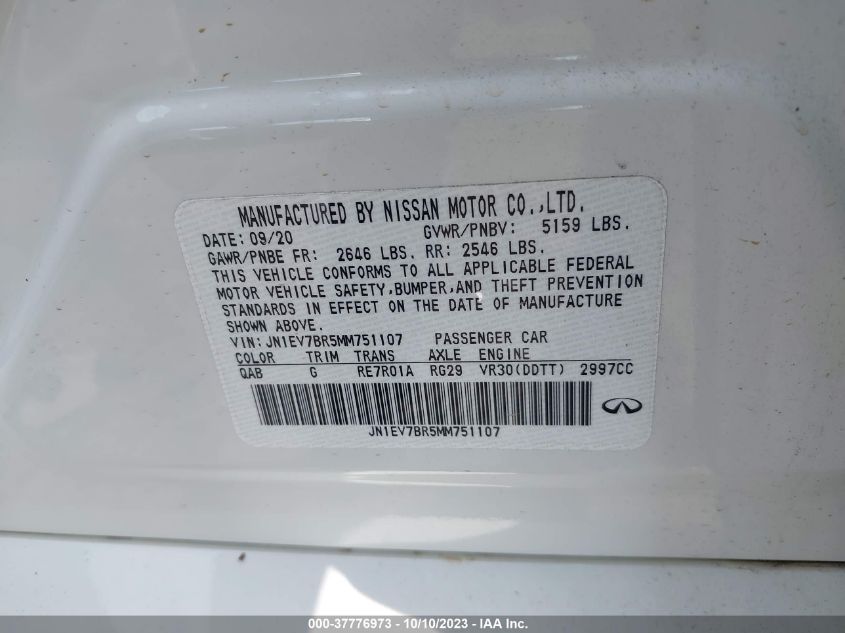 MANUFACTURED BY NISSAN MOTOR CO.,LTD.
DATE: 09/20 GVWR/PNBV: 5159 LBS.
GAWR/PNBE FR: 2646 LBS. RR: 2546 LBS.
THIS VEHICLE CONFORMS TO ALL APPLICABLE FEDERAL
MOTOR VEHICLE SAFETY,BUMPER,AND THEFT PREVENTION
STANDARDS IN EFFECT ON THE DATE OF MANUFACTURE
SHOWN ABOVE.
VIN: JN1EV7BR5MM751107 PASSENGER CAR
COLOR TRIM TRANS AXLE ENGINE
QAB G RE7R01A RG29 VR30(DDTT) 2997CC
JN1EV7BR5MM751107
000-37776973 - 10/10/2023 - IAA Inc.